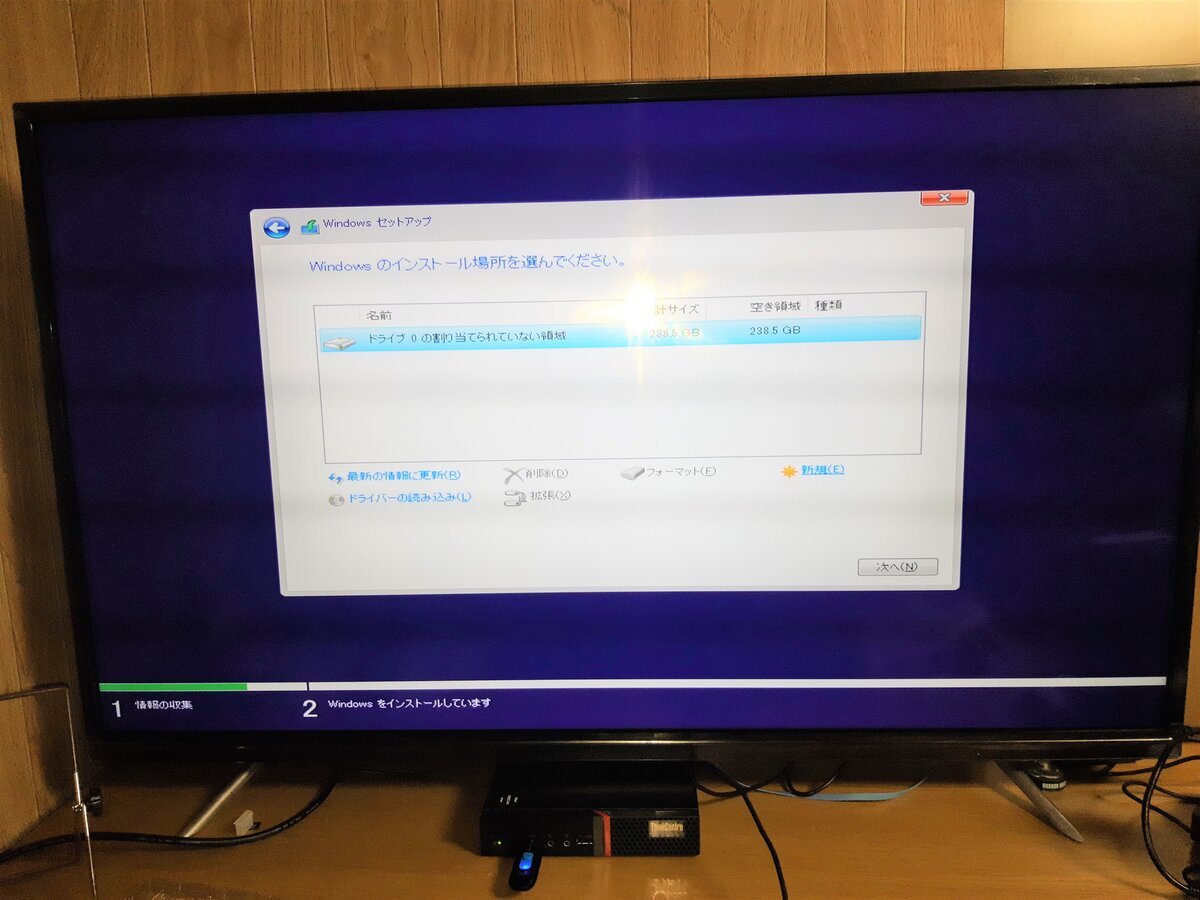 Windows セットアップ
Windows のインストール場所を選んでください。
名前 計サイズ 空き領域 種類
ドライブ 0 の割り当てられていない領域 238.5 GB 238.5 GB
最新の情報に更新(R) 削除(D) フォーマット(F) 新規(E)
ドライバーの読み込み(L) 拡張(X)
次へ(N)
1 情報の収集 2 Windows をインストールしています
ThinkCentre